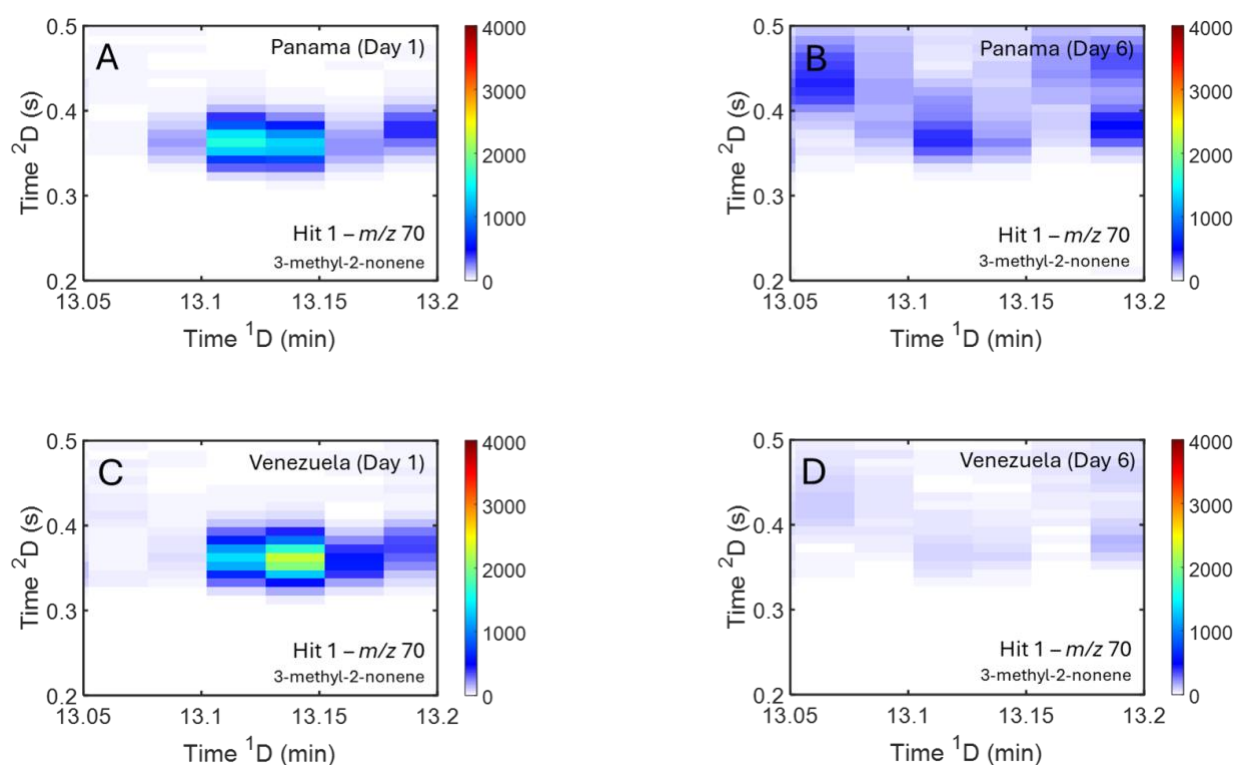 A
Panama (Day 1)
Hit 1 – m/z 70
3-methyl-2-nonene
0.5
0.4
0.3
0.2
13.05
13.1
13.15
13.2
Time ²D (s)
Time ¹D (min)
4000
3000
2000
1000
0
B
Panama (Day 6)
Hit 1 – m/z 70
3-methyl-2-nonene
0.5
0.4
0.3
0.2
13.05
13.1
13.15
13.2
Time ²D (s)
Time ¹D (min)
4000
3000
2000
1000
0
C
Venezuela (Day 1)
Hit 1 – m/z 70
3-methyl-2-nonene
0.5
0.4
0.3
0.2
13.05
13.1
13.15
13.2
Time ²D (s)
Time ¹D (min)
4000
3000
2000
1000
0
D
Venezuela (Day 6)
Hit 1 – m/z 70
3-methyl-2-nonene
0.5
0.4
0.3
0.2
13.05
13.1
13.15
13.2
Time ²D (s)
Time ¹D (min)
4000
3000
2000
1000
0